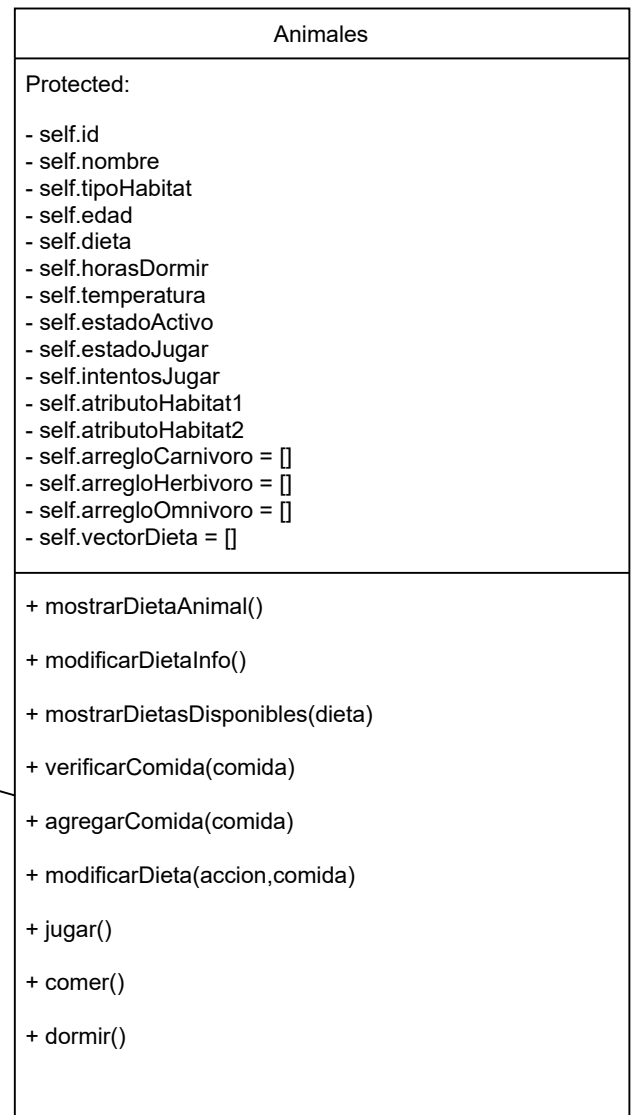 Animales
Protected:
- self.id
- self.nombre
- self.tipoHabitat
- self.edad
- self.dieta
- self.horasDormir
- self.temperatura
- self.estadoActivo
- self.estadoJugar
- self.intentosJugar
- self.atributoHabitat1
- self.atributoHabitat2
- self.arregloCarnivoro = []
- self.arregloHerbivoro = []
- self.arregloOmnivoro = []
- self.vectorDieta = []
+ mostrarDietaAnimal()
+ modificarDietaInfo()
+ mostrarDietasDisponibles(dieta)
+ verificarComida(comida)
+ agregarComida(comida)
+ modificarDieta(accion,comida)
+ jugar()
+ comer()
+ dormir()